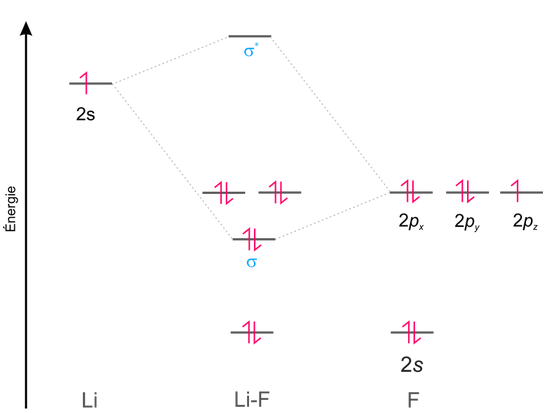 σ*
2s
Énergie
2px
2py
2pz
σ
2s
Li
Li-F
F